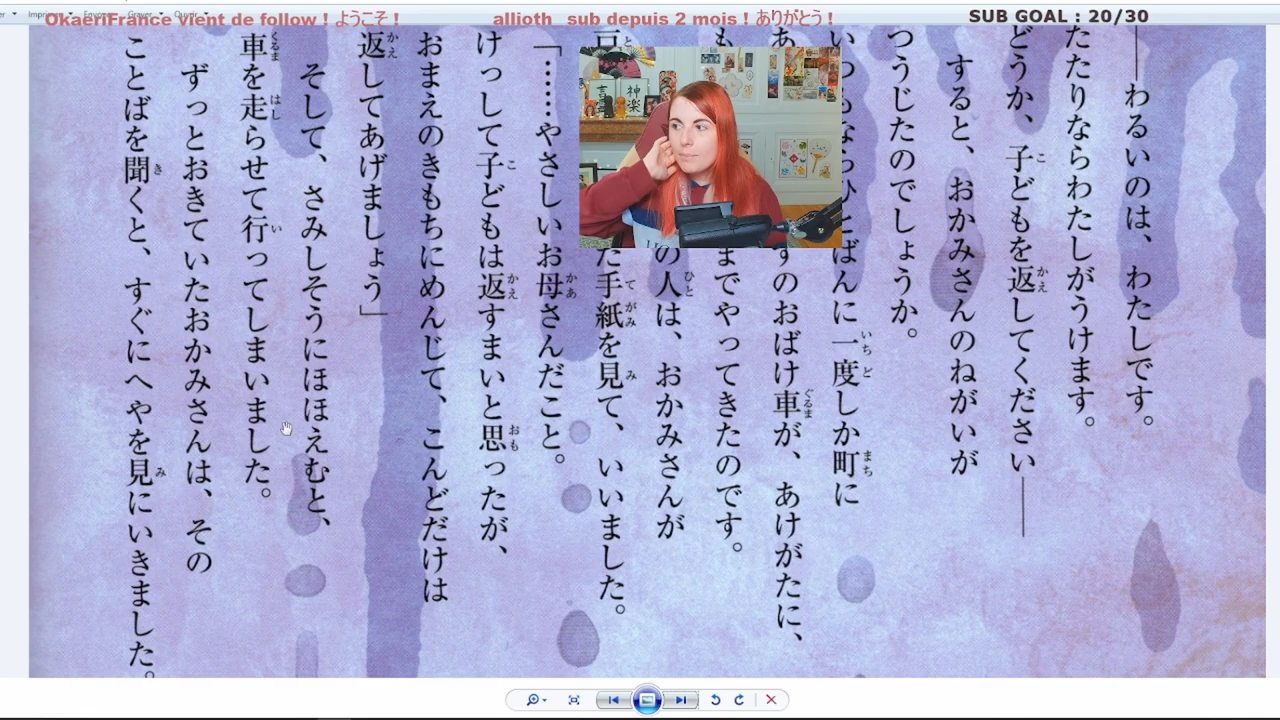 OkaeriFrance vient de follow ! ようこそ !
allioth sub depuis 2 mois ! ありがとう !
SUB GOAL : 20/30
――わるいのは、わたしです。
たたりならわたしがうけます。
どうか、子どもを返してください――
すると、おかみさんのねがいが
つうじたのでしょうか。
ばんに一度しか町に
のおばけ車が、あけがたに、
までやってきたのです。
の人は、おかみさんが
た手紙を見て、いいました。
「……やさしいお母さんだこと。
けっして子どもは返すまいと思ったが、
おまえのきもちにめんじて、こんどだけは
返してあげましょう」
そして、さみしそうにほほえむと、
車を走らせて行ってしまいました。
ずっとおきていたおかみさんは、その
ことばを聞くと、すぐにへやを見にいきました。